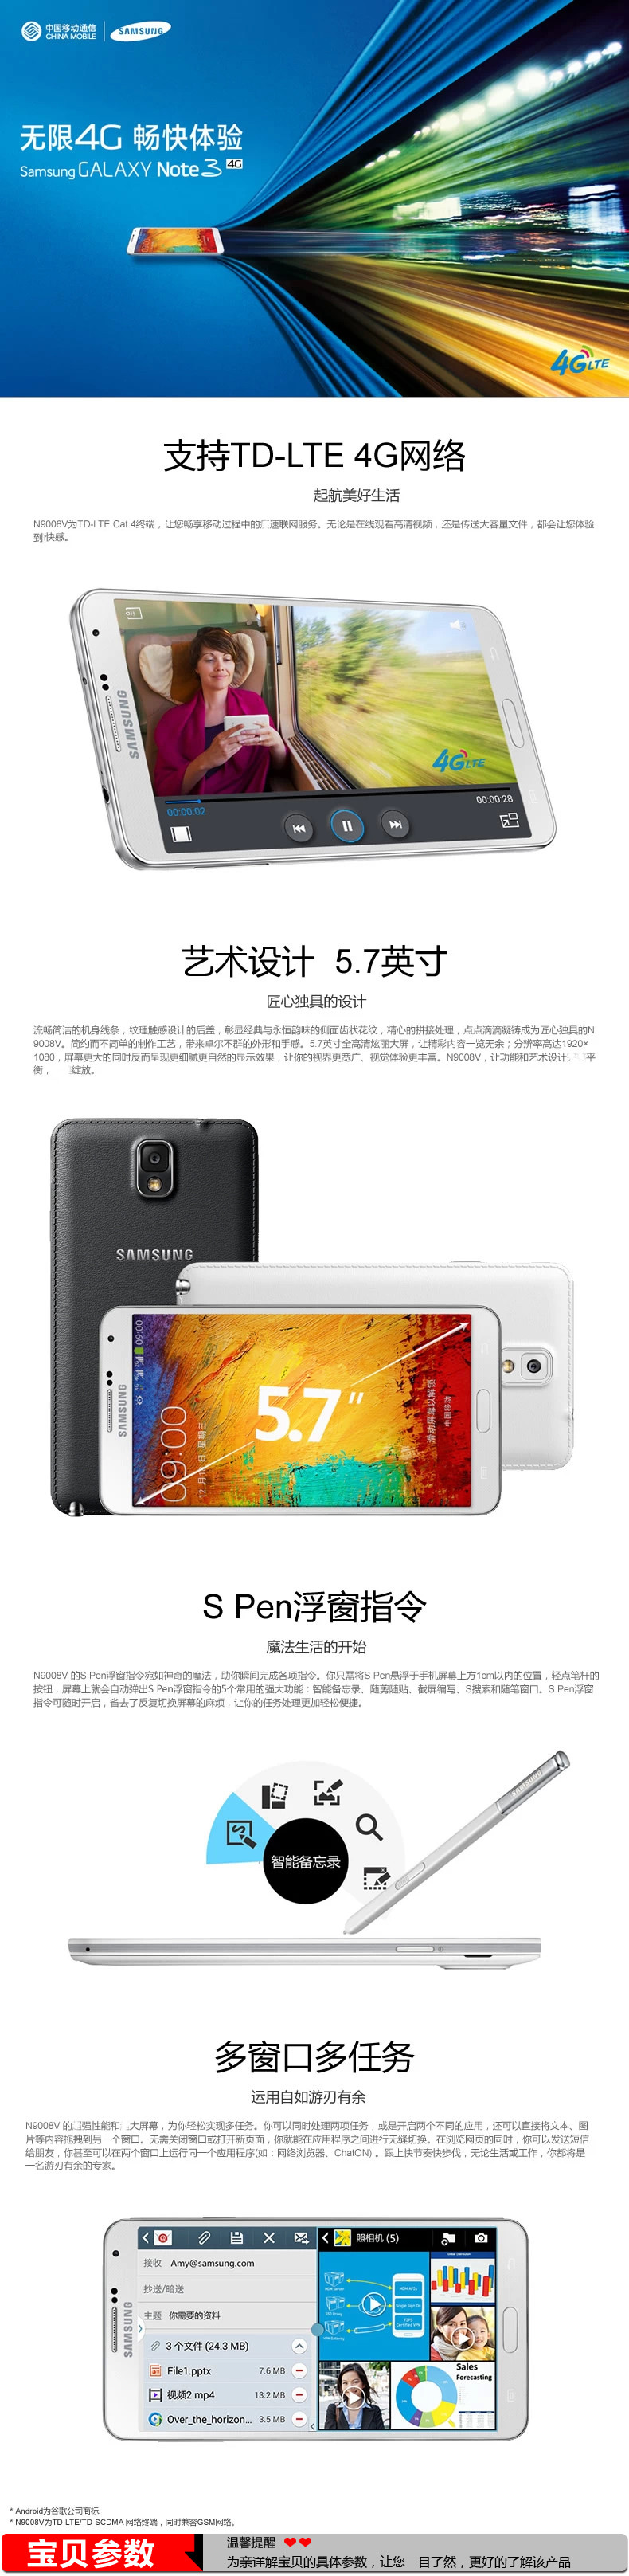 中国移动通信
CHINA MOBILE
SAMSUNG
无限4G 畅快体验
Samsung GALAXY Note3 4G
4G LTE
支持TD-LTE 4G网络
起航美好生活
N9008V为TD-LTE Cat.4终端，让您畅享移动过程中的 速联网服务。无论是在线观看高清视频，还是传送大容量文件，都会让您体验
到 快感。
SAMSUNG
4G LTE
00:00:02
00:00:28
艺术设计 5.7英寸
匠心独具的设计
流畅简洁的机身线条，纹理触感设计的后盖，彰显经典与永恒韵味的侧面齿状花纹，精心的拼接处理，点点滴滴凝铸成为匠心独具的N
9008V。简约而不简单的制作工艺，带来卓尔不群的外形和手感。5.7英寸全高清炫丽大屏，让精彩内容一览无余；分辨率高达1920×
1080，屏幕更大的同时反而呈现更细腻更自然的显示效果，让你的视界更宽广、视觉体验更丰富。N9008V，让功能和艺术设计 平
衡， 绽放。
SAMSUNG
SAMSUNG
09:00
09:00
12月18日 星期三
5.7"
滑动屏幕以解锁
中国移动
S Pen浮窗指令
魔法生活的开始
N9008V 的S Pen浮窗指令宛如神奇的魔法，助你瞬间完成各项指令。你只需将S Pen悬浮于手机屏幕上方1cm以内的位置，轻点笔杆的
按钮，屏幕上就会自动弹出S Pen浮窗指令的5个常用的强大功能：智能备忘录、随剪随贴、截屏编写、S搜索和随笔窗口。S Pen浮窗
指令可随时开启，省去了反复切换屏幕的麻烦，让你的任务处理更加轻松便捷。
SAMSUNG
智能备忘录
多窗口多任务
运用自如游刃有余
N9008V 的 强性能和 大屏幕，为你轻松实现多任务。你可以同时处理两项任务，或是开启两个不同的应用，还可以直接将文本、图
片等内容拖拽到另一个窗口。无需关闭窗口或打开新页面，你就能在应用程序之间进行无缝切换。在浏览网页的同时，你可以发送短信
给朋友，你甚至可以在两个窗口上运行同一个应用程序(如：网络浏览器、ChatON) 。跟上快节奏快步伐，无论生活或工作，你都将是
一名游刃有余的专家。
SAMSUNG
接收 Amy@samsung.com
抄送/暗送
主题 你需要的资料
3 个文件 (24.3 MB)
File1.pptx 7.6 MB
视频2.mp4 13.2 MB
Over_the_horizon... 3.5 MB
照相机 (5)
Sales
Forecasting
* Android为谷歌公司商标.
* N9008V为TD-LTE/TD-SCDMA 网络终端，同时兼容GSM网络。
宝贝参数
温馨提醒 ❤❤
为亲详解宝贝的具体参数，让您一目了然，更好的了解该产品